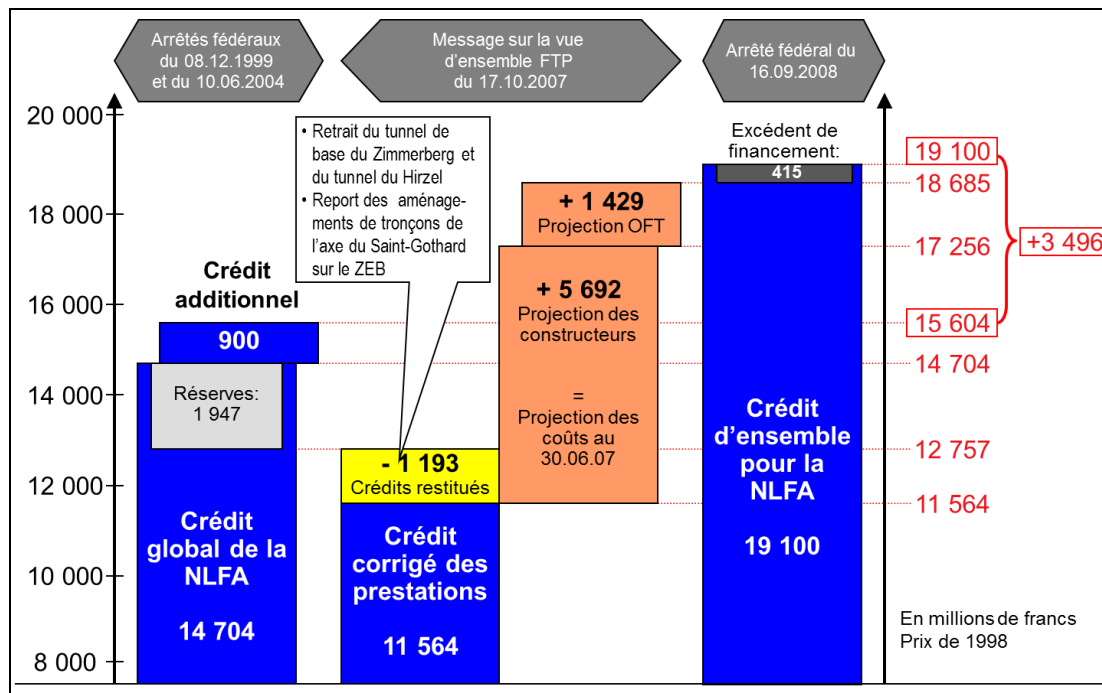 Arrêtés fédéraux
du 08.12.1999
et du 10.06.2004
Message sur la vue
d'ensemble FTP
du 17.10.2007
Arrêté fédéral du
16.09.2008
20 000
18 000
16 000
14 000
12 000
10 000
8 000
• Retrait du tunnel de
base du Zimmerberg et
du tunnel du Hirzel
• Report des aménage-
ments de tronçons de
l'axe du Saint-Gothard
sur le ZEB
Crédit
additionnel
900
Réserves:
1 947
Crédit
global de la
NLFA
14 704
- 1 193
Crédits restitués
Crédit
corrigé des
prestations
11 564
+ 1 429
Projection OFT
+ 5 692
Projection des
constructeurs
=
Projection des
coûts au
30.06.07
Excédent de
financement:
415
Crédit
d'ensemble
pour la
NLFA
19 100
19 100
18 685
17 256
15 604
14 704
12 757
11 564
+3 496
En millions de francs
Prix de 1998